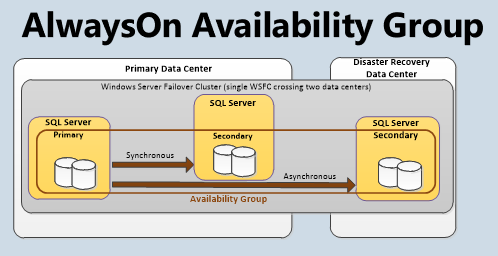 AlwaysOn Availability Group
Primary Data Center
Disaster Recovery
Data Center
Windows Server Failover Cluster (single WSFC crossing two data centers)
SQL Server
Primary
SQL Server
Secondary
SQL Server
Secondary
Synchronous
Asynchronous
Availability Group